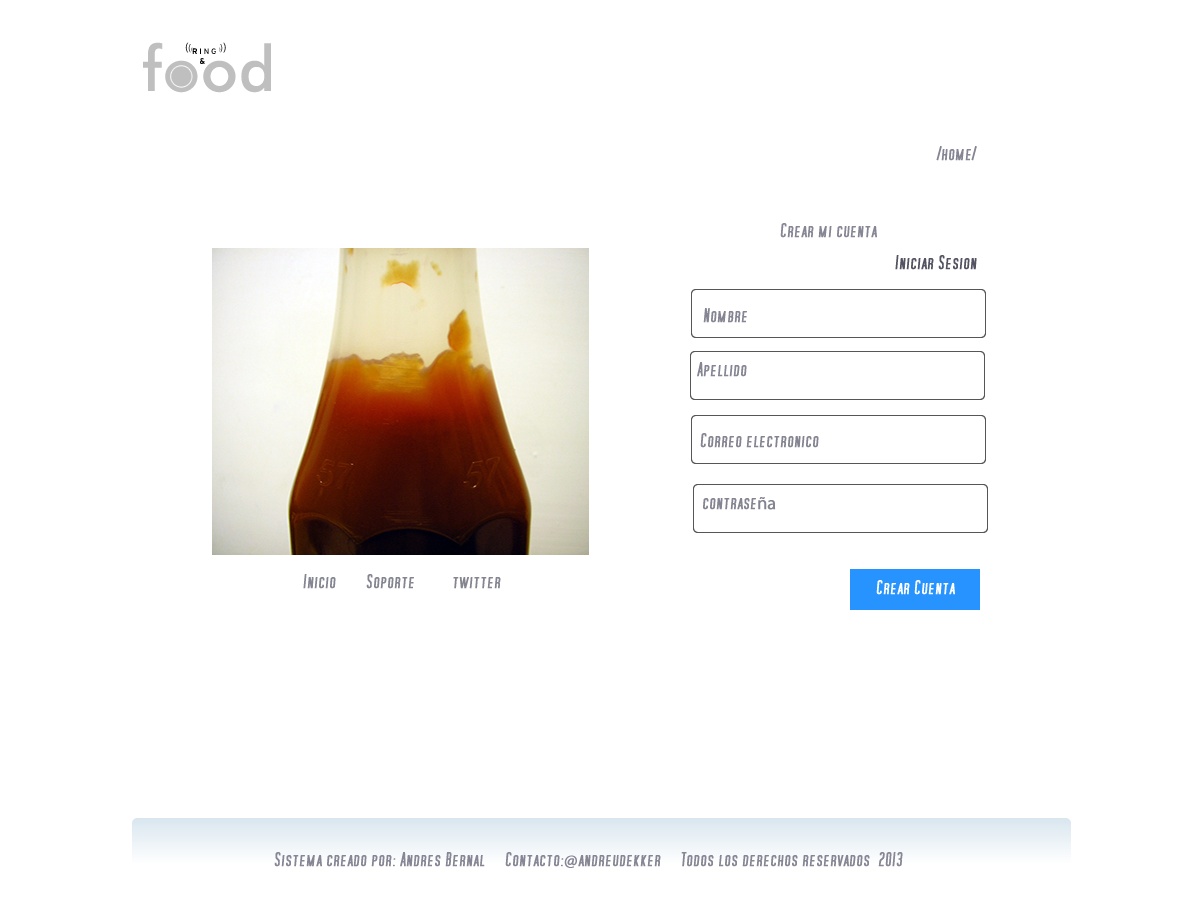 ((RING))
&
food
/HOME/
CREAR MI CUENTA
INICIAR SESION
NOMBRE
APELLIDO
CORREO ELECTRONICO
CONTRASEña
57 57
INICIO SOPORTE TWITTER
CREAR CUENTA
SISTEMA CREADO POR: ANDRES BERNAL CONTACTO:@ANDREUDEKKER TODOS LOS DERECHOS RESERVADOS 2013